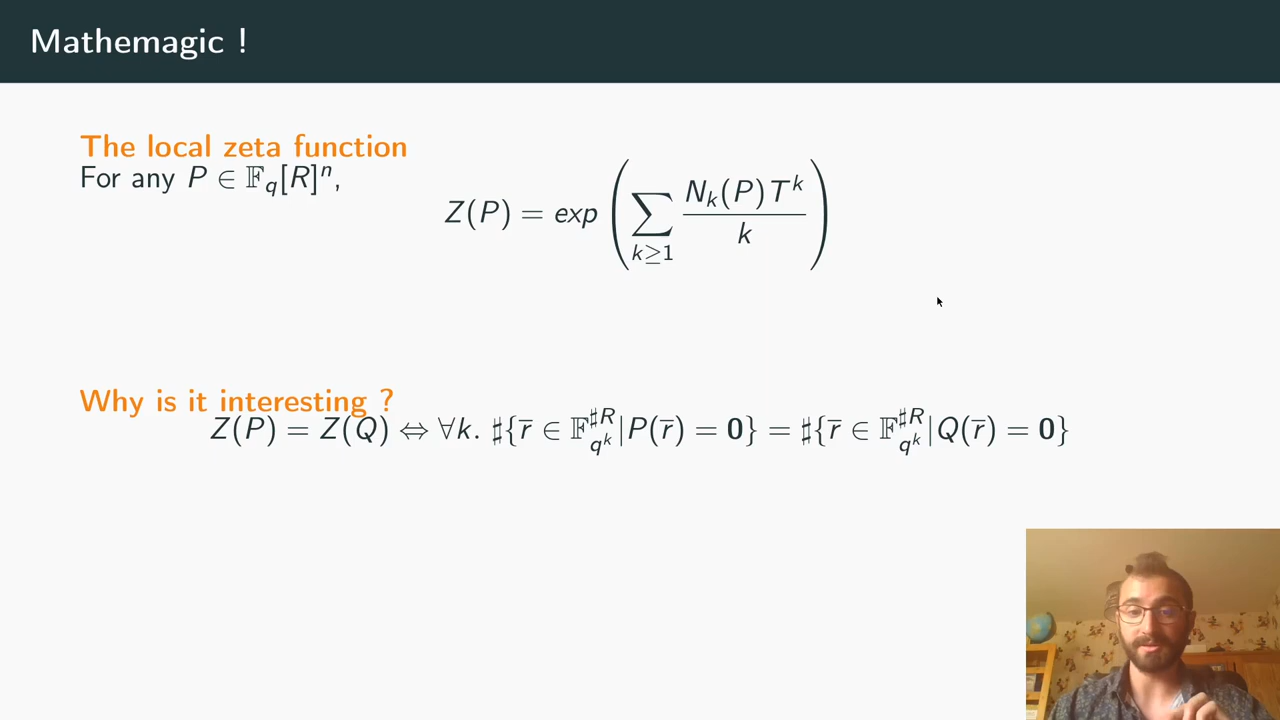 Mathemagic !
The local zeta function
For any P ∈ 𝔽_q[R]^n,
Z(P) = exp ( ∑_{k≥1} N_k(P) T^k / k )
Why is it interesting ?
Z(P) = Z(Q) ⇔ ∀k. ♯{r̄ ∈ 𝔽_{q^k}^{♯R} | P(r̄) = 𝟎} = ♯{r̄ ∈ 𝔽_{q^k}^{♯R} | Q(r̄) = 𝟎}